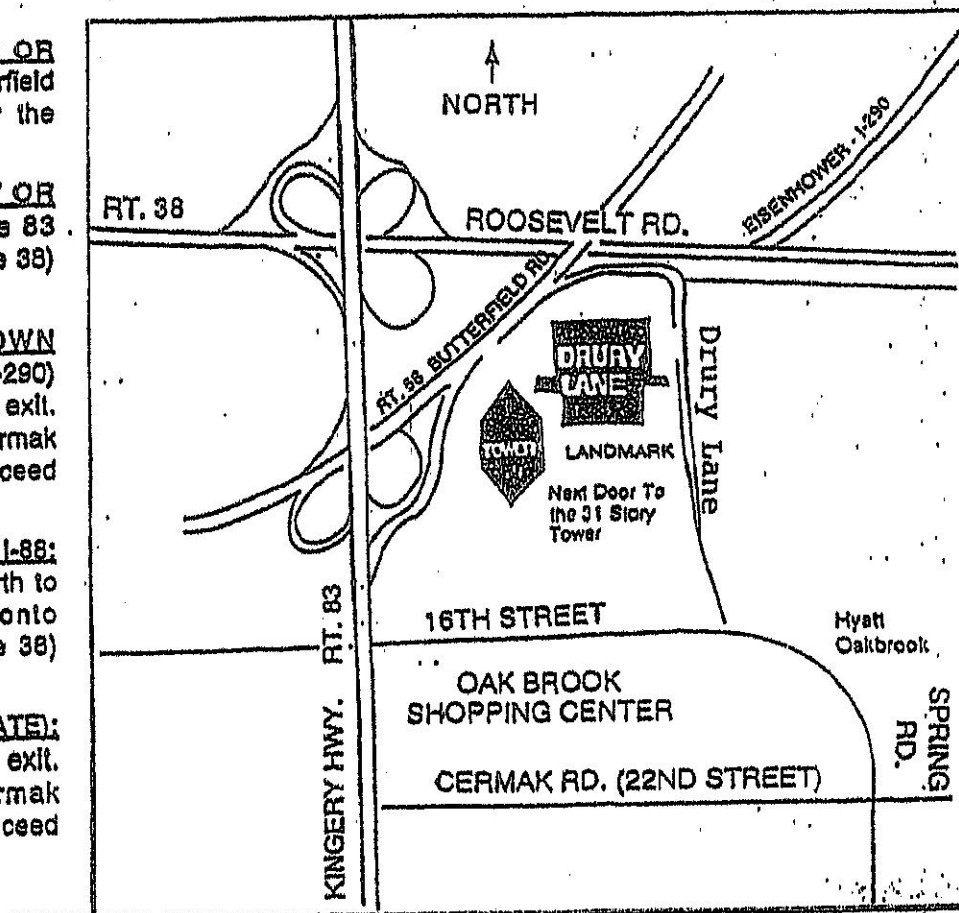 OR
rfield
the
OR
e 83
e 38)
OWN
-290)
exit.
rmak
ceed
I-88:
rth to
onto
e 38)
ATE):
exit.
rmak
ceed
NORTH
RT. 38
ROOSEVELT RD.
EISENHOWER - I-290
RT. 56 BUTTERFIELD RD.
DRURY
LANE
TOWER
LANDMARK
Next Door To
the 31 Story
Tower
Drury Lane
16TH STREET
Hyatt
Oakbrook
OAK BROOK
SHOPPING CENTER
SPRING
RD.
CERMAK RD. (22ND STREET)
KINGERY HWY. RT. 83